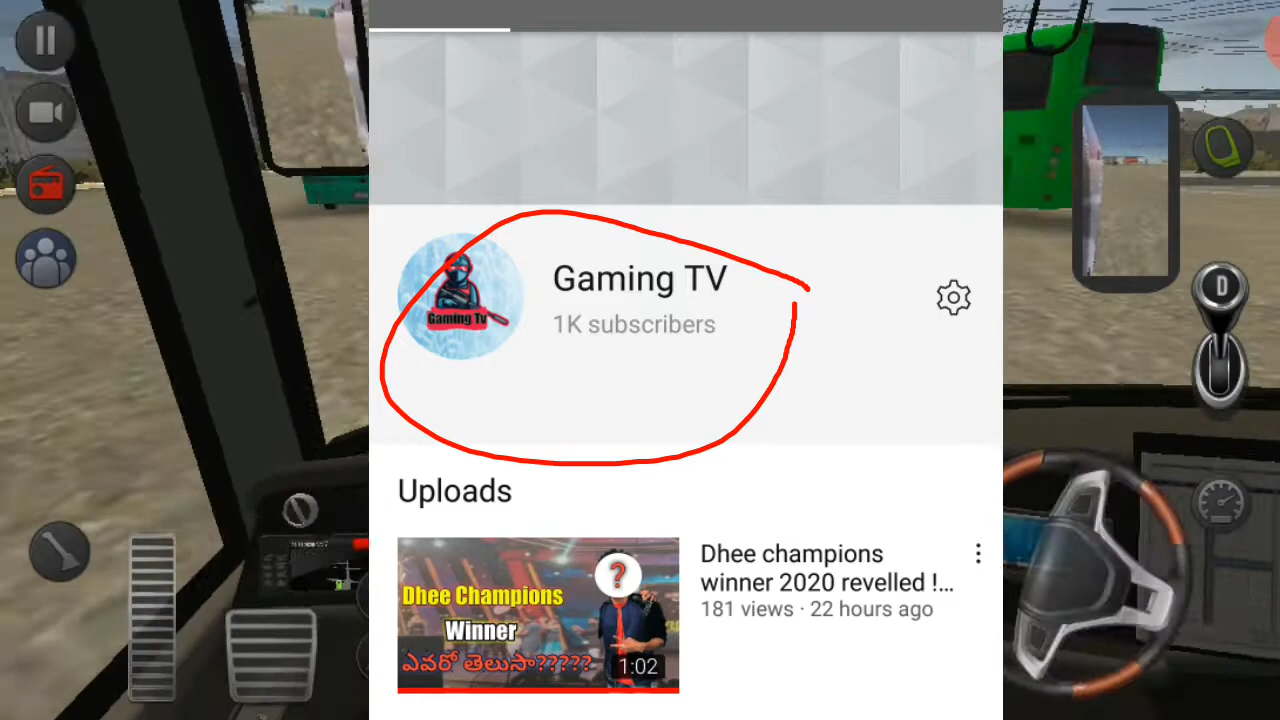 Gaming TV
1K subscribers
Gaming Tv
D
Uploads
Dhee Champions
Winner
ఎవరో తెలుసా?????
?
1:02
Dhee champions
winner 2020 revelled !...
181 views · 22 hours ago